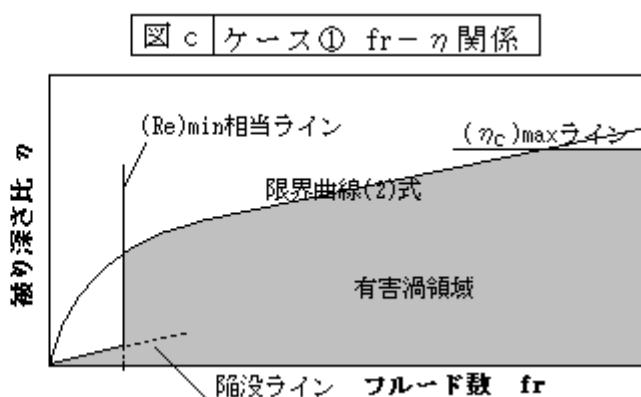 図c ケース① fr－η関係
(Re)min相当ライン
(ηc)maxライン
限界曲線(2)式
被り深さ比 η
有害渦領域
陥没ライン フルード数 fr